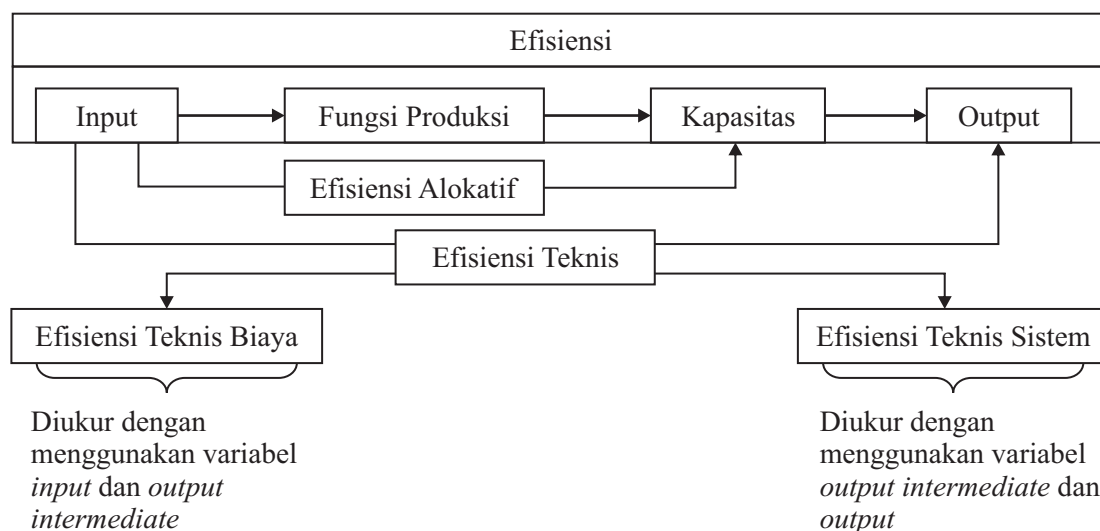 Efisiensi
Input
Fungsi Produksi
Kapasitas
Output
Efisiensi Alokatif
Efisiensi Teknis
Efisiensi Teknis Biaya
Efisiensi Teknis Sistem
Diukur dengan
menggunakan variabel
input dan output
intermediate
Diukur dengan
menggunakan variabel
output intermediate dan
output